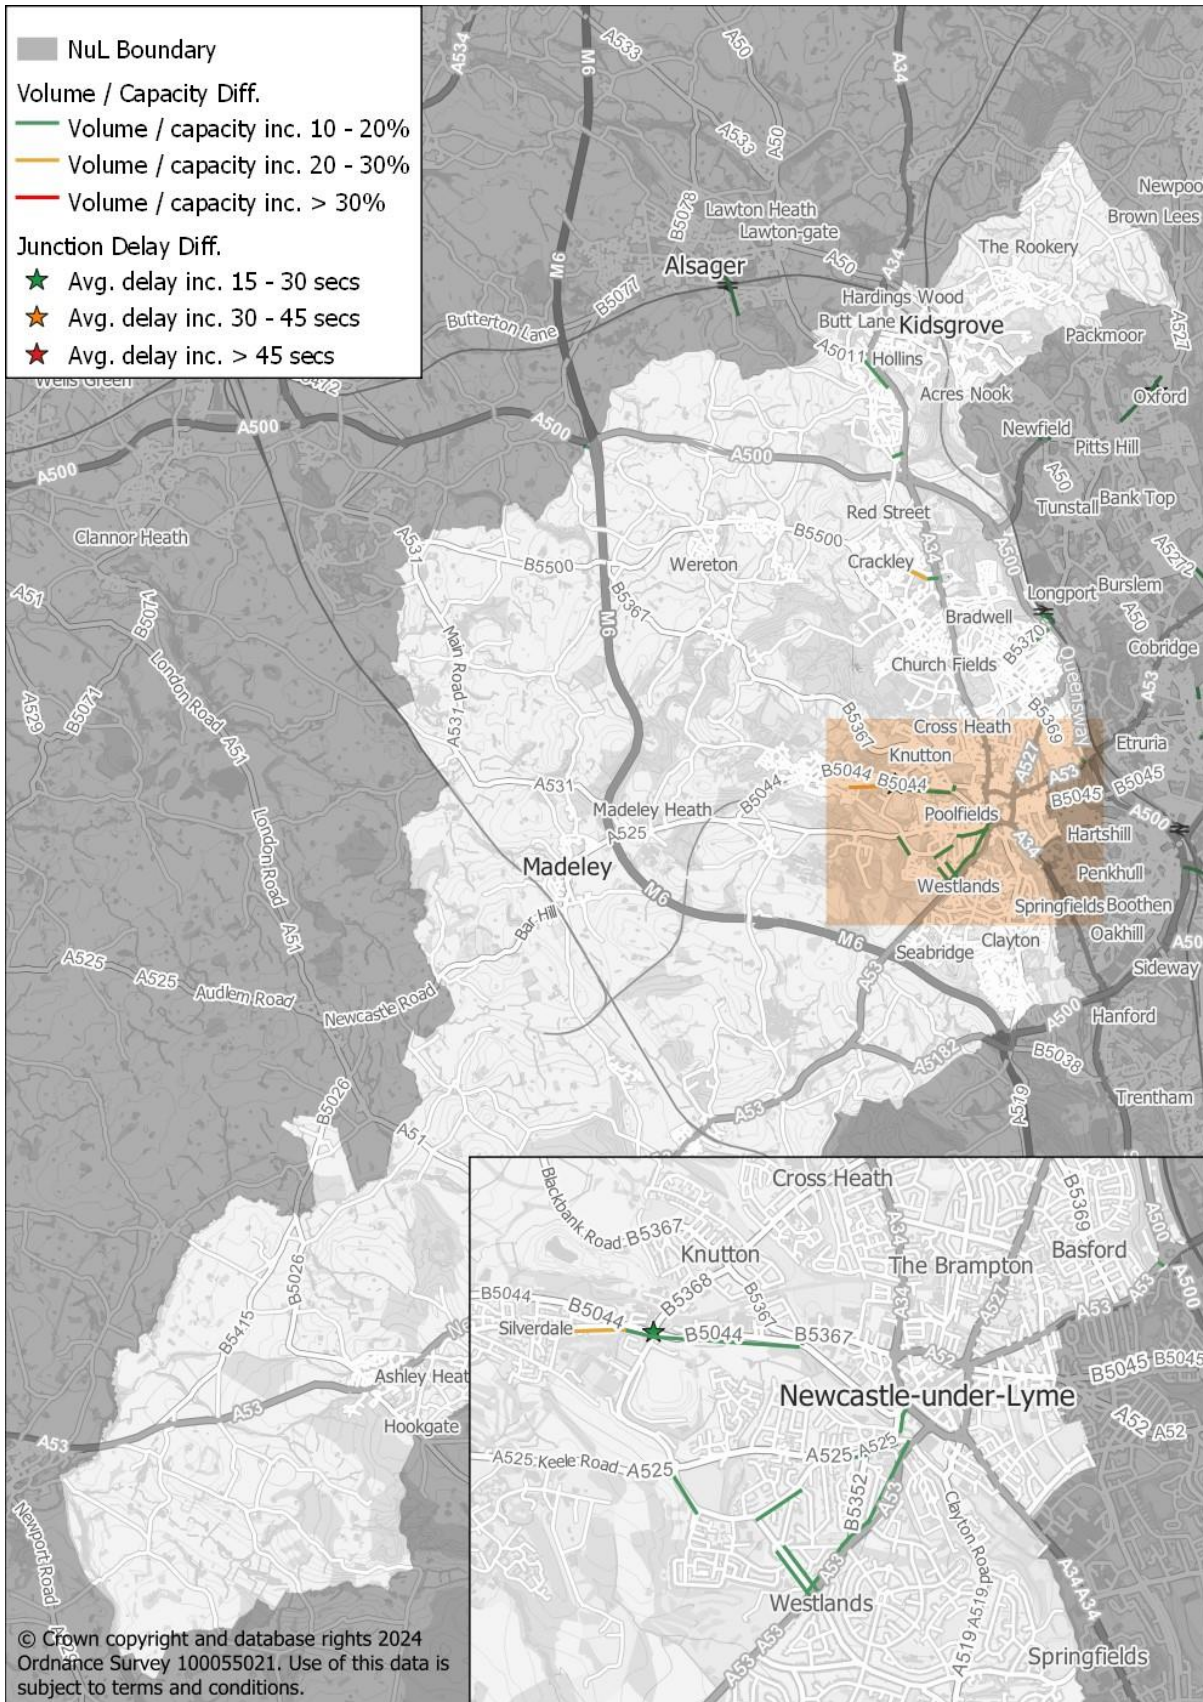 NuL Boundary
Volume / Capacity Diff.
Volume / capacity inc. 10 - 20%
Volume / capacity inc. 20 - 30%
Volume / capacity inc. > 30%
Junction Delay Diff.
Avg. delay inc. 15 - 30 secs
Avg. delay inc. 30 - 45 secs
Avg. delay inc. > 45 secs
A534
M6
A533
A50
A34
A533
A50
B5078
Lawton Heath
Lawton-gate
A50
A34
M6
Alsager
B5077
Butterton Lane
The Rookery
Brown Lees
Hardings Wood
Butt Lane
Kidsgrove
Packmoor
A527
A5011
Hollins
Acres Nook
Oxford
Wells Green
A500
A500
A500
A500
Newfield
Pitts Hill
A50
Tunstall
Bank Top
Red Street
A34
A500
Clannor Heath
A531
B5500
B5500
Wereton
Crackley
A5272
Longport
Burslem
A50
A51
B5071
B5367
M6
Bradwell
B5370
Cobridge
London Road
Main Road
A531
Church Fields
Queensway
A53
A529
B5071
A51
B5367
Cross Heath
B5369
Etruria
Knutton
A527
A53
B5045
B5045
A531
B5044
B5044
B5044
Madeley Heath
A525
Poolfields
A500
Hartshill
A34
London Road
Madeley
Westlands
Penkhull
Springfields
Boothen
A51
Bar Hill
M6
M6
Seabridge
Clayton
Oakhill
A50
Sideway
A525
A525
Audlem Road
Newcastle Road
A53
A500
Hanford
A5182
B5038
B5026
A51
A53
A519
Trentham
B5026
B5415
Ashley Heat
Hookgate
A53
A53
Newport Road
Cross Heath
Blackbank Road
B5367
Knutton
A34
B5369
Basford
A500
The Brampton
B5368
B5367
A34
A527
A53
A53
A500
B5044
B5044
Silverdale
B5044
B5367
A52
B5045
B5045
Newcastle-under-Lyme
A52
A52
A525
Keele Road
A525
A525
A525
B5352
A53
Clayton Road
A53
Westlands
A34
A34
A53
A53
A519
A519
Springfields
© Crown copyright and database rights 2024
Ordnance Survey 100055021. Use of this data is
subject to terms and conditions.